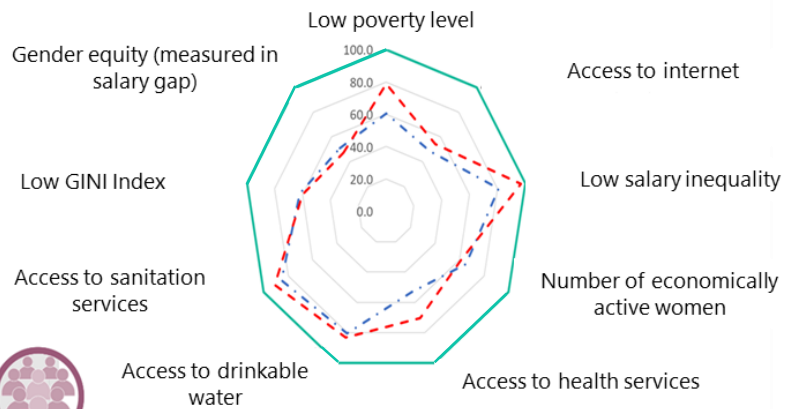 Low poverty level
Gender equity (measured in
salary gap)
Access to internet
100.0
80.0
60.0
40.0
20.0
0.0
Low GINI Index
Low salary inequality
Access to sanitation
services
Number of economically
active women
Access to drinkable
water
Access to health services